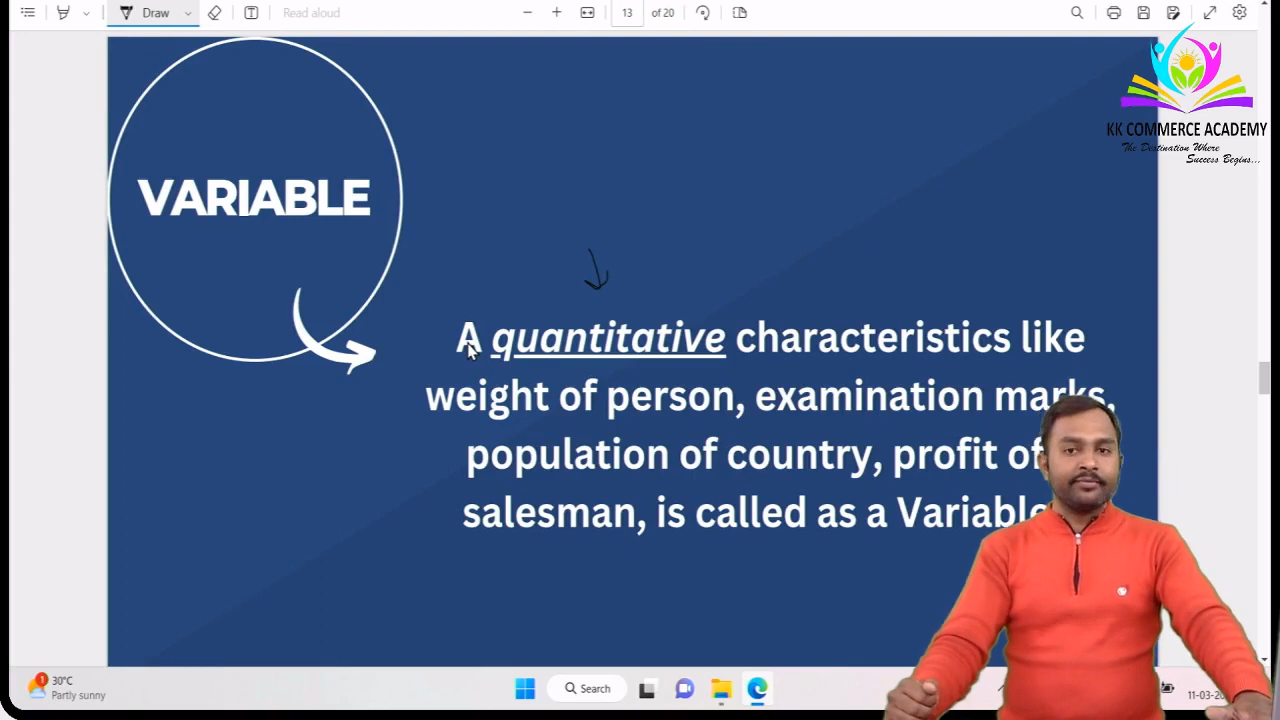 Draw
Read aloud
13 of 20
KK COMMERCE ACADEMY
The Destination Where
Success Begins...
VARIABLE
A quantitative characteristics like
weight of person, examination marks,
population of country, profit of
salesman, is called as a Variable
30°C
Partly sunny
1
Search
11-03-20